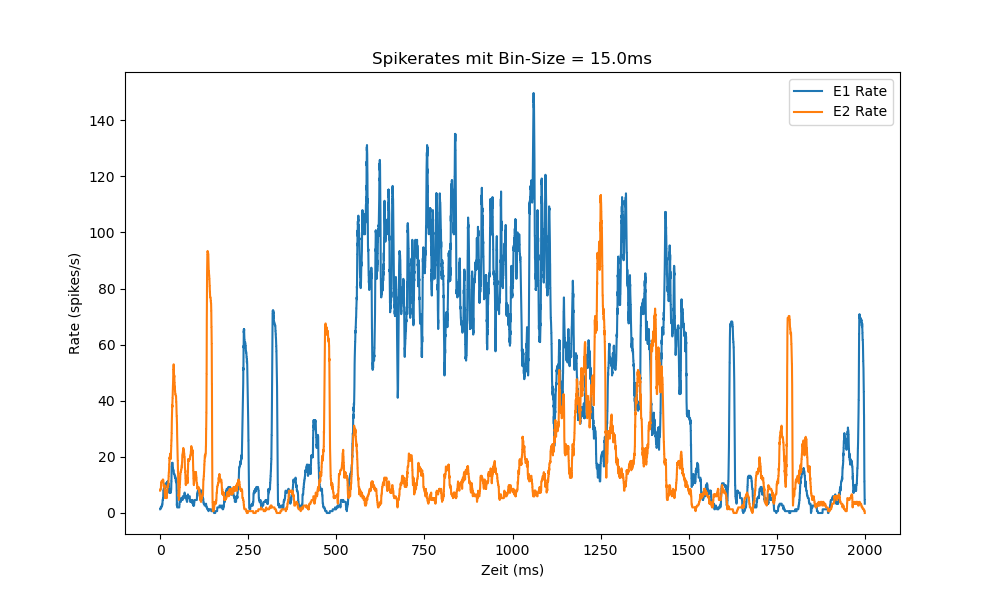 Spikerates mit Bin-Size = 15.0ms
E1 Rate
E2 Rate
Rate (spikes/s)
140
120
100
80
60
40
20
0
0 250 500 750 1000 1250 1500 1750 2000
Zeit (ms)